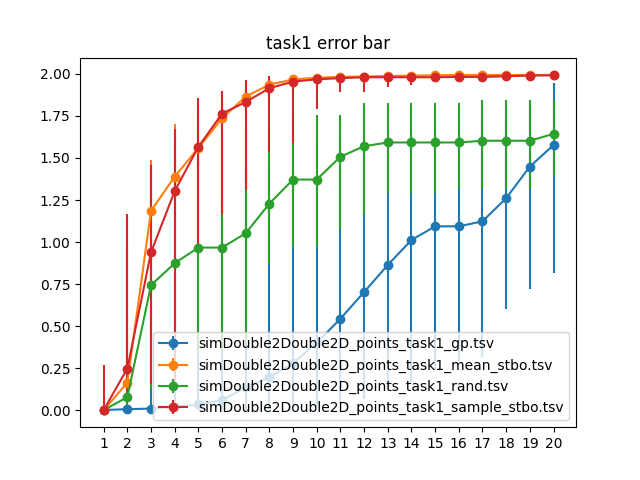 task1 error bar
2.00
1.75
1.50
1.25
1.00
0.75
0.50
0.25
0.00
simDouble2Double2D_points_task1_gp.tsv
simDouble2Double2D_points_task1_mean_stbo.tsv
simDouble2Double2D_points_task1_rand.tsv
simDouble2Double2D_points_task1_sample_stbo.tsv
1 2 3 4 5 6 7 8 9 10 11 12 13 14 15 16 17 18 19 20